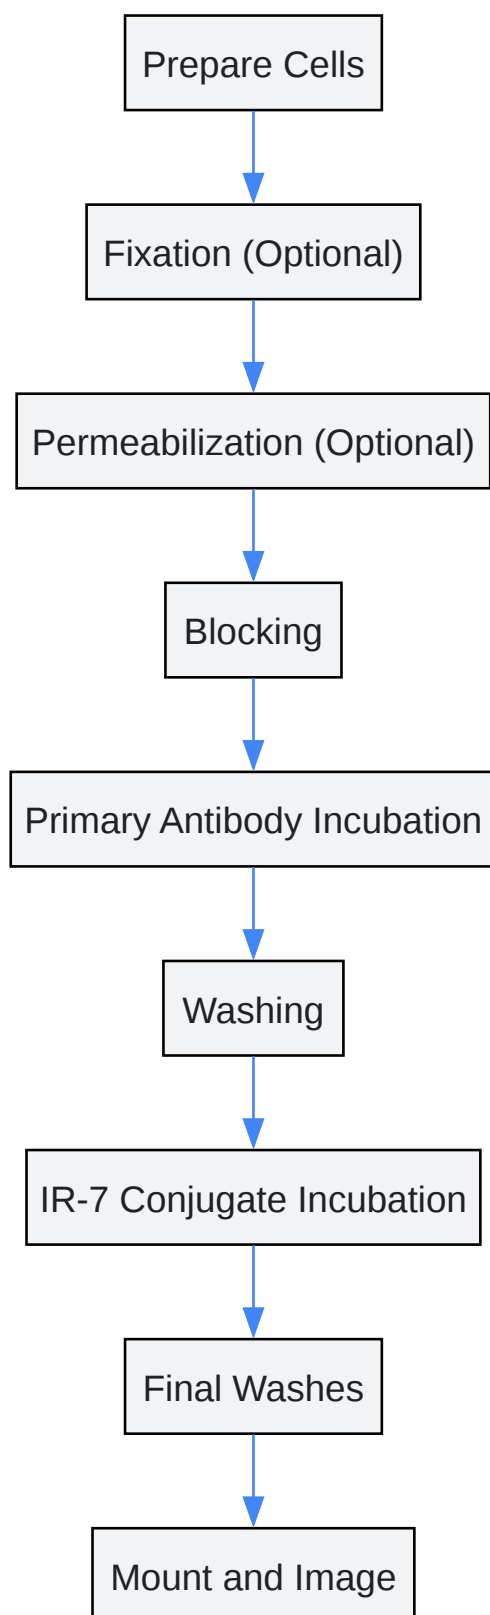 Prepare Cells
Fixation (Optional)
Permeabilization (Optional)
Blocking
Primary Antibody Incubation
Washing
IR-7 Conjugate Incubation
Final Washes
Mount and Image